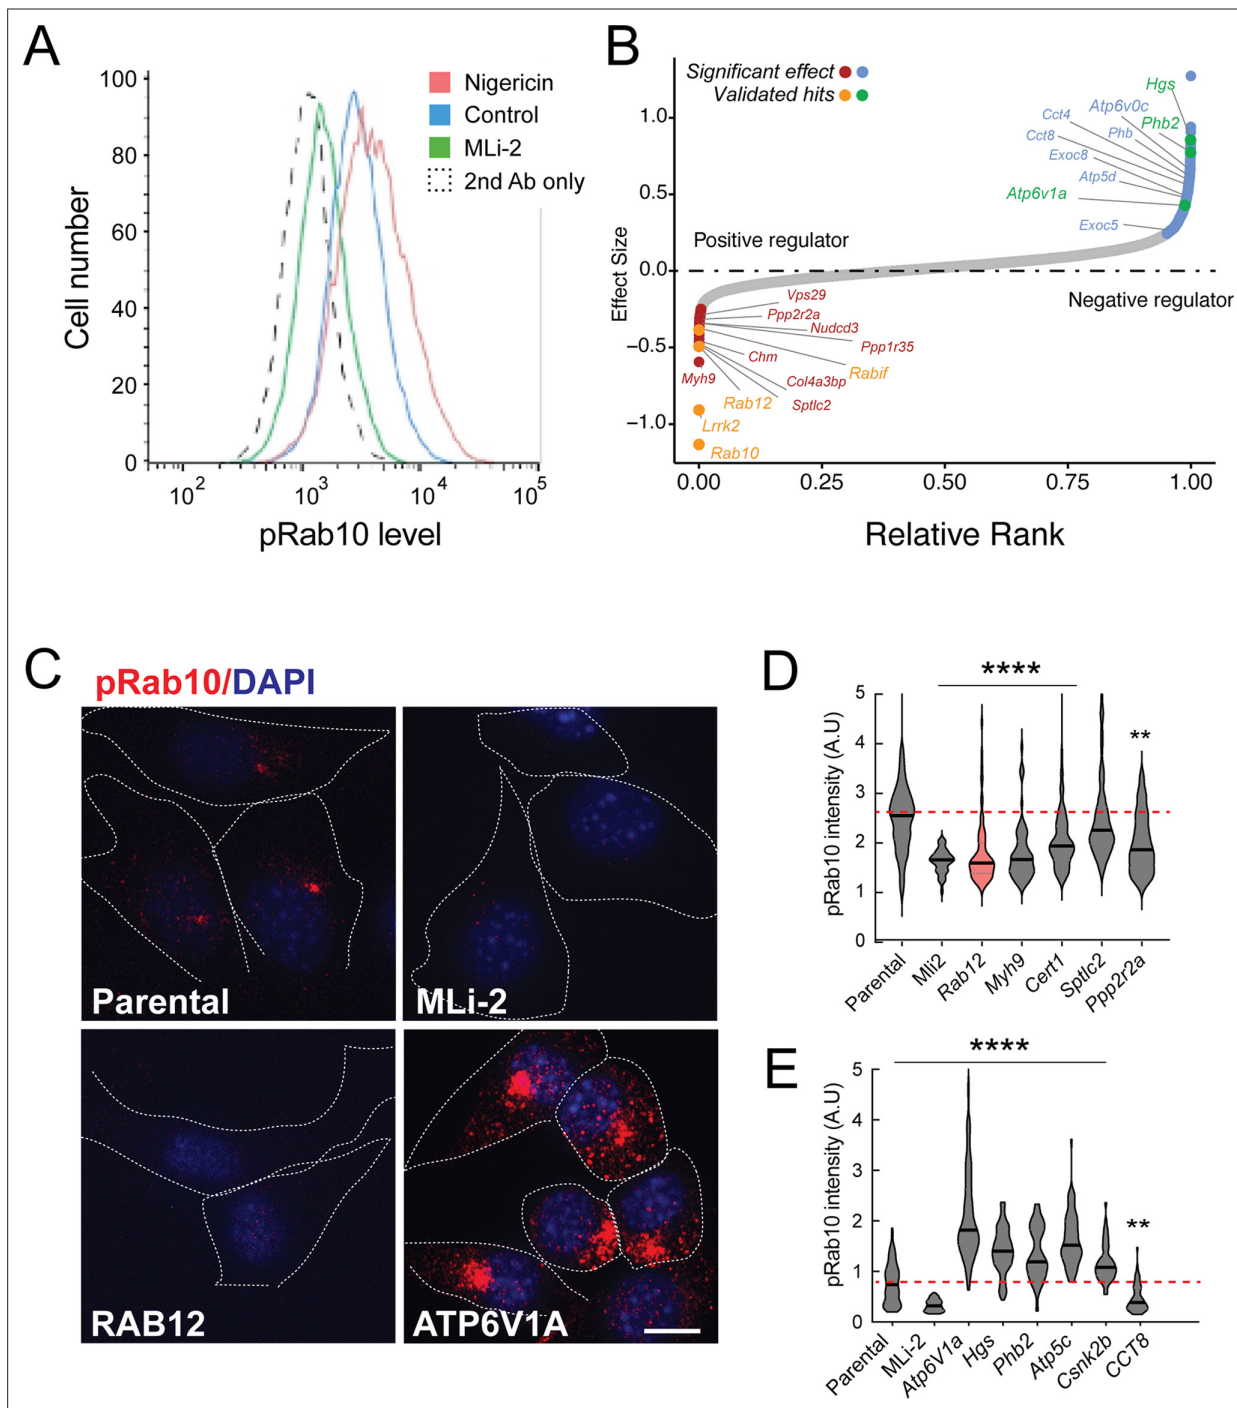 A
Nigericin
Control
MLi-2
2nd Ab only
100
80
60
40
20
0
Cell number
10^2
10^3
10^4
10^5
pRab10 level
B
Significant effect
Validated hits
1.0
0.5
0.0
−0.5
−1.0
Effect Size
Hgs
Atp6v0c
Cct4
Phb2
Cct8
Phb
Exoc8
Atp5d
Atp6v1a
Exoc5
Positive regulator
Negative regulator
Vps29
Ppp2r2a
Nudcd3
Ppp1r35
Chm
Rabif
Myh9
Col4a3bp
Rab12
Sptlc2
Lrrk2
Rab10
0.00
0.25
0.50
0.75
1.00
Relative Rank
C
pRab10/DAPI
Parental
MLi-2
RAB12
ATP6V1A
D
****
**
5
4
3
2
1
0
pRab10 intensity (A.U)
Parental
Mli2
Rab12
Myh9
Cert1
Sptlc2
Ppp2r2a
E
****
**
5
4
3
2
1
0
pRab10 intensity (A.U)
Parental
MLi-2
Atp6V1a
Hgs
Phb2
Atp5c
Csnk2b
CCT8